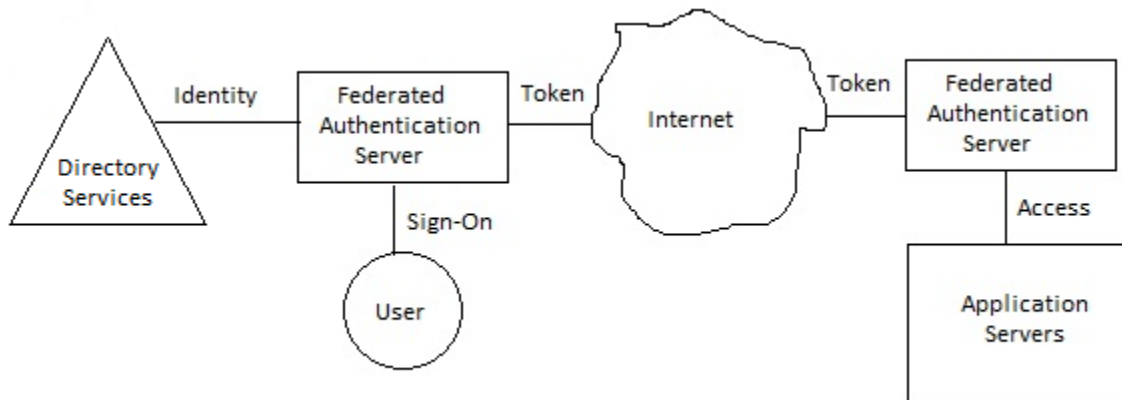 Identity
Federated
Authentication
Server
Token
Internet
Token
Federated
Authentication
Server
Directory
Services
Sign-On
Access
User
Application
Servers